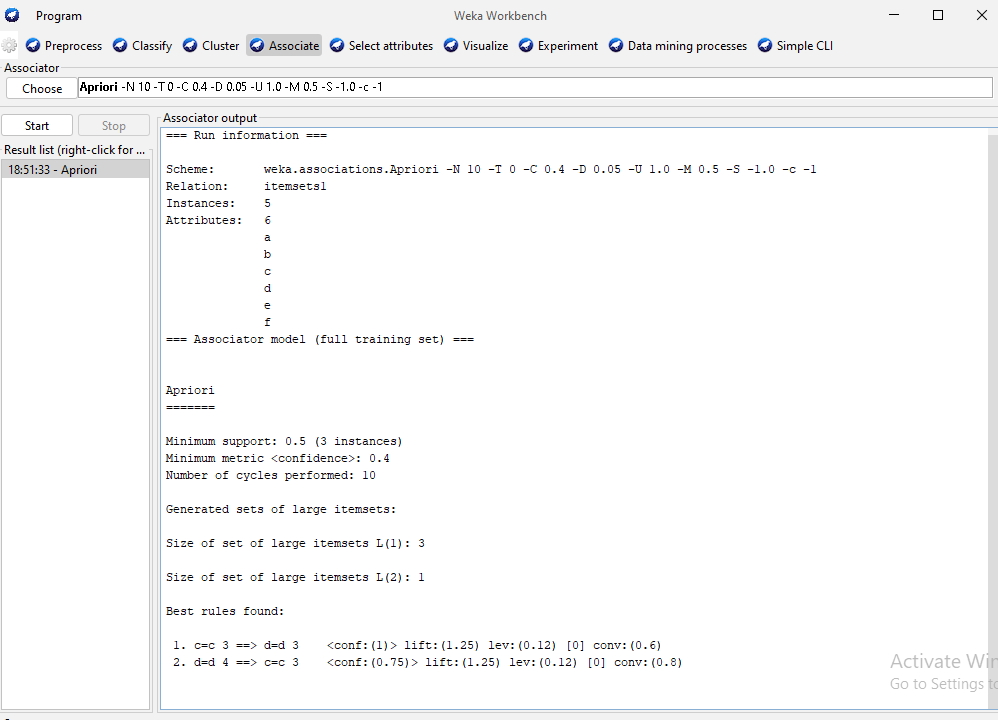 Program
Weka Workbench
Preprocess Classify Cluster Associate Select attributes Visualize Experiment Data mining processes Simple CLI
Associator
Choose Apriori -N 10 -T 0 -C 0.4 -D 0.05 -U 1.0 -M 0.5 -S -1.0 -c -1
Start Stop
Result list (right-click for ...
18:51:33 - Apriori
Associator output
=== Run information ===
Scheme: weka.associations.Apriori -N 10 -T 0 -C 0.4 -D 0.05 -U 1.0 -M 0.5 -S -1.0 -c -1
Relation: itemsets1
Instances: 5
Attributes: 6
a
b
c
d
e
f
=== Associator model (full training set) ===
Apriori
=======
Minimum support: 0.5 (3 instances)
Minimum metric <confidence>: 0.4
Number of cycles performed: 10
Generated sets of large itemsets:
Size of set of large itemsets L(1): 3
Size of set of large itemsets L(2): 1
Best rules found:
1. c=c 3 ==> d=d 3 <conf:(1)> lift:(1.25) lev:(0.12) [0] conv:(0.6)
2. d=d 4 ==> c=c 3 <conf:(0.75)> lift:(1.25) lev:(0.12) [0] conv:(0.8)
Activate Win
Go to Settings to